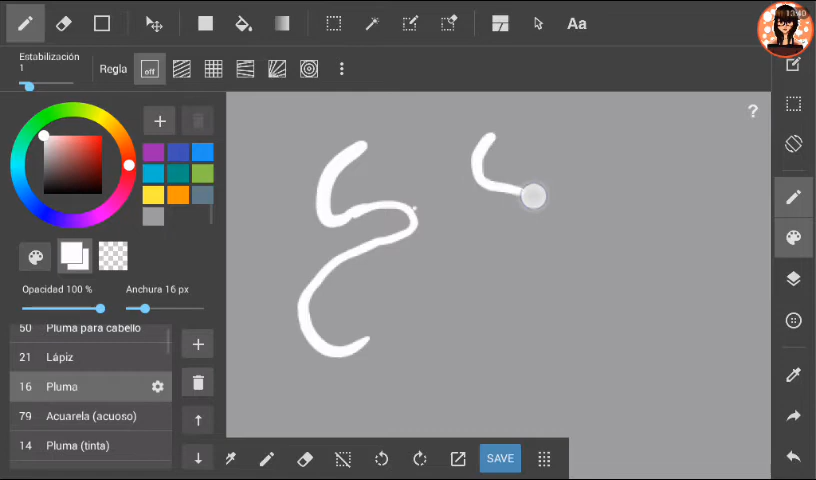 Aa
Estabilización
1
Regla
off
?
Opacidad 100 %
Anchura 16 px
50 Pluma para cabello
21 Lápiz
16 Pluma
79 Acuarela (acuoso)
14 Pluma (tinta)
SAVE